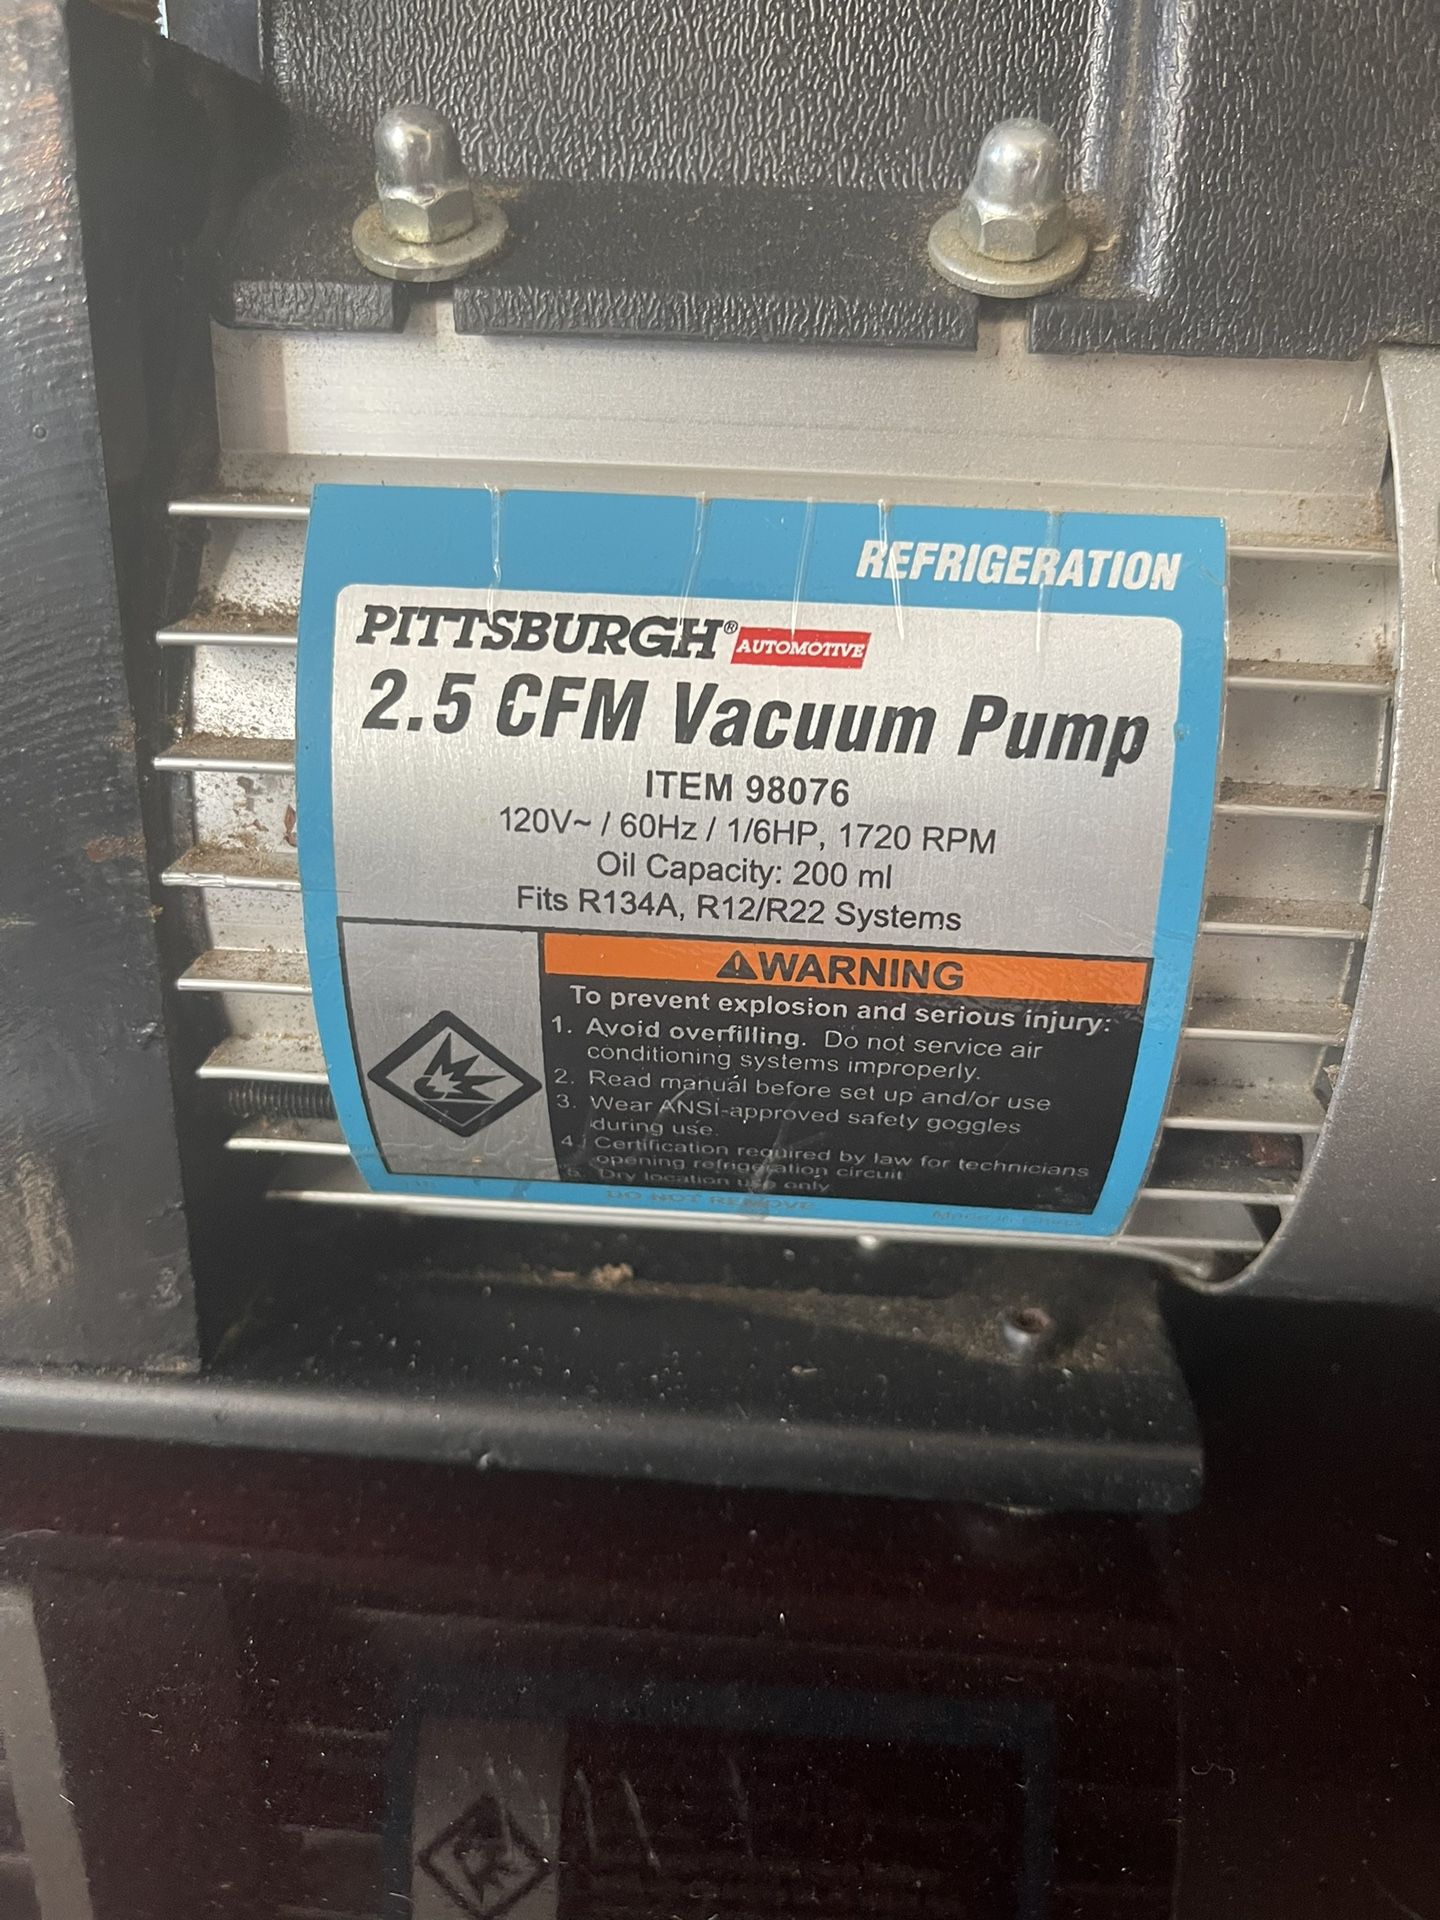 REFRIGERATION
PITTSBURGH® AUTOMOTIVE
2.5 CFM Vacuum Pump
ITEM 98076
120V~ / 60Hz / 1/6HP, 1720 RPM
Oil Capacity: 200 ml
Fits R134A, R12/R22 Systems
WARNING
To prevent explosion and serious injury:
1. Avoid overfilling. Do not service air
conditioning systems improperly.
2. Read manual before set up and/or use
3. Wear ANSI-approved safety goggles
during use.
4. Certification required by law for technicians
opening refrigeration circuit
5. Dry location use only
DO NOT REMOVE
Made in China